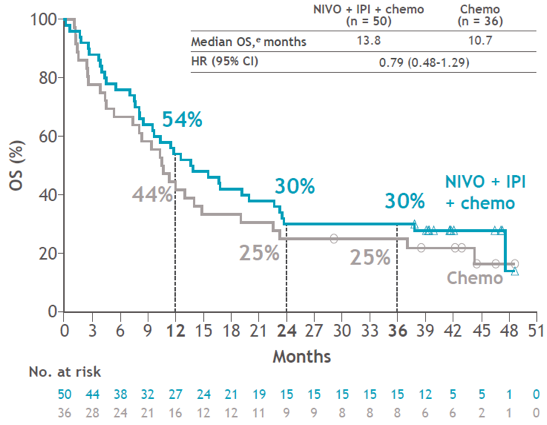 NIVO + IPI + chemo Chemo
(n = 50) (n = 36)
Median OS,e months 13.8 10.7
HR (95% CI) 0.79 (0.48-1.29)
100
80
60
40
20
0
OS (%)
54%
44%
30%
25%
30%
25%
NIVO + IPI
+ chemo
Chemo
0 3 6 9 12 15 18 21 24 27 30 33 36 39 42 45 48 51
Months
No. at risk
50 44 38 32 27 24 21 19 15 15 15 15 15 12 5 5 1 0
36 28 24 21 16 12 12 11 9 9 8 8 8 6 6 2 1 0